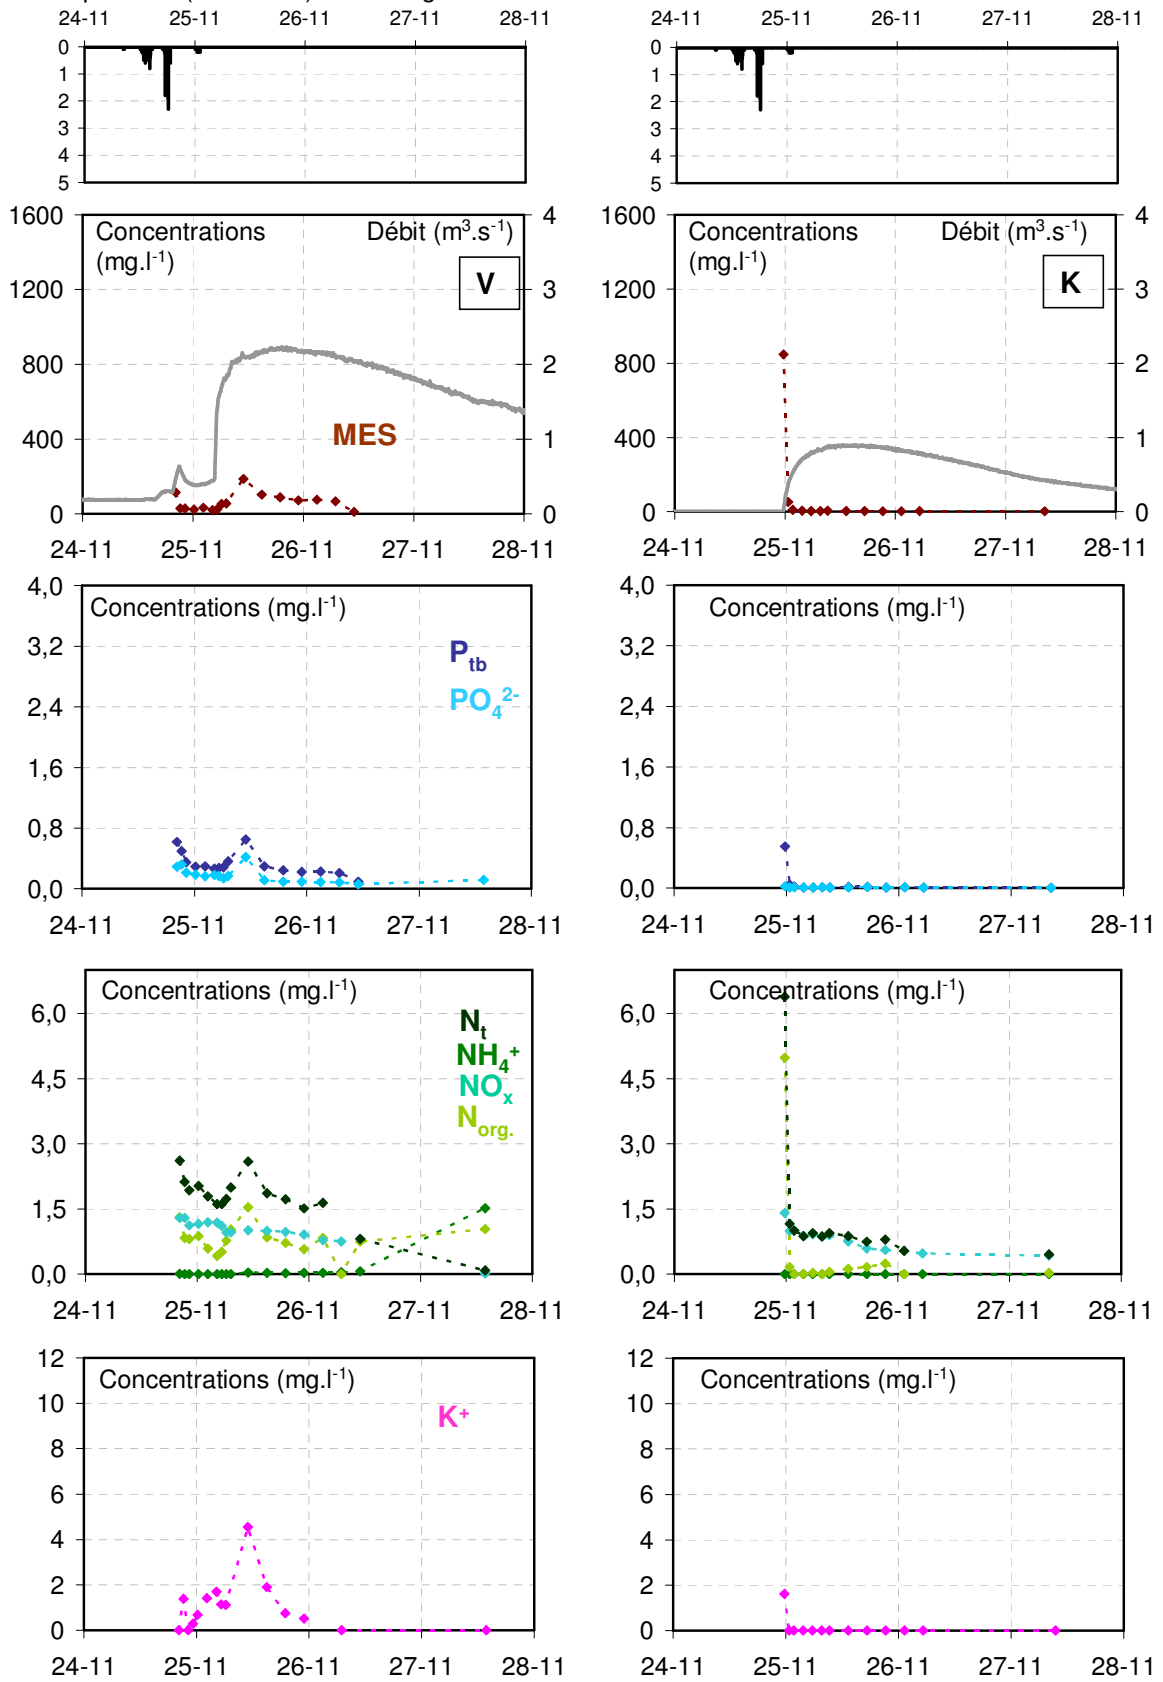 24-11 25-11 26-11 27-11 28-11 24-11 25-11 26-11 27-11 28-11
0 0
1 1
2 2
3 3
4 4
5 5
1600 Concentrations Débit (m³.s⁻¹) 4 1600 Concentrations Débit (m³.s⁻¹) 4
(mg.l⁻¹) (mg.l⁻¹)
1200 V 3 1200 K 3
800 2 800 2
400 MES 1 400 1
0 0 0 0
24-11 25-11 26-11 27-11 28-11 24-11 25-11 26-11 27-11 28-11
4,0 Concentrations (mg.l⁻¹) 4,0 Concentrations (mg.l⁻¹)
3,2 P_tb 3,2
2,4 PO₄²⁻ 2,4
1,6 1,6
0,8 0,8
0,0 0,0
24-11 25-11 26-11 27-11 28-11 24-11 25-11 26-11 27-11 28-11
Concentrations (mg.l⁻¹) Concentrations (mg.l⁻¹)
6,0 N_t 6,0
NH₄⁺
4,5 NO_x 4,5
N_org.
3,0 3,0
1,5 1,5
0,0 0,0
24-11 25-11 26-11 27-11 28-11 24-11 25-11 26-11 27-11 28-11
12 Concentrations (mg.l⁻¹) 12 Concentrations (mg.l⁻¹)
10 K⁺ 10
8 8
6 6
4 4
2 2
0 0
24-11 25-11 26-11 27-11 28-11 24-11 25-11 26-11 27-11 28-11